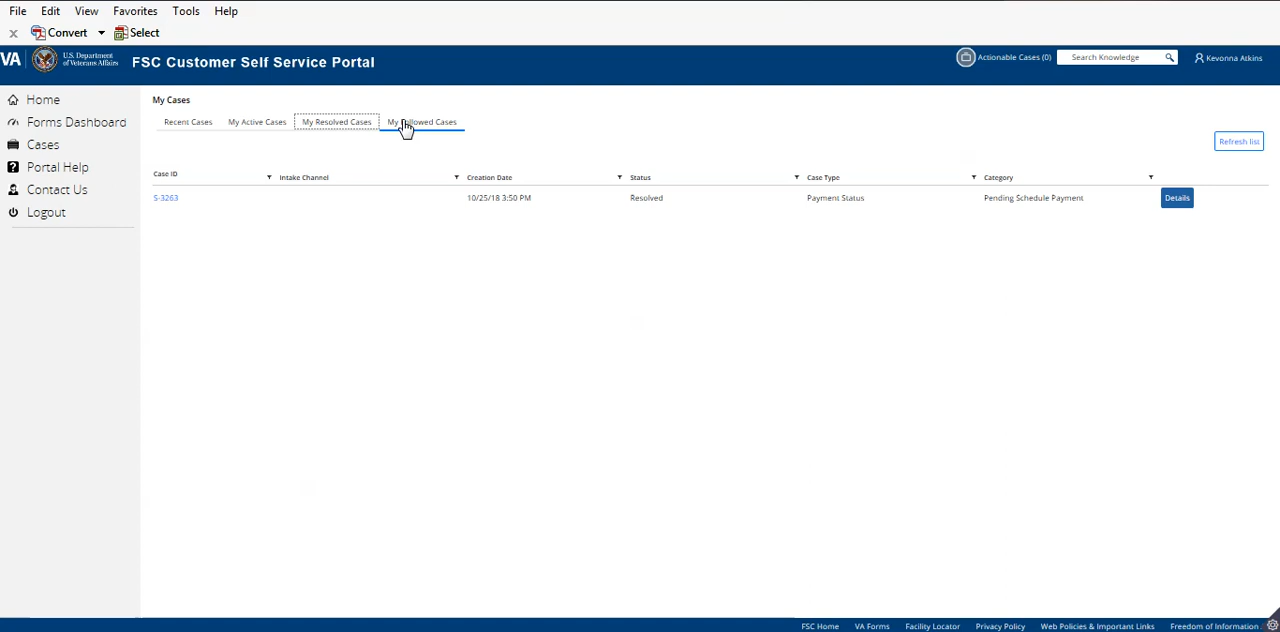 File Edit View Favorites Tools Help
x Convert Select
VA U.S. Department of Veterans Affairs FSC Customer Self Service Portal Actionable Cases (0) Search Knowledge Kevonna Atkins
Home
Forms Dashboard
Cases
Portal Help
Contact Us
Logout
My Cases
Recent Cases My Active Cases My Resolved Cases My Followed Cases
Refresh list
Case ID Intake Channel Creation Date Status Case Type Category
S-3263 10/25/18 3:50 PM Resolved Payment Status Pending Schedule Payment Details
FSC Home VA Forms Facility Locator Privacy Policy Web Policies & Important Links Freedom of Information